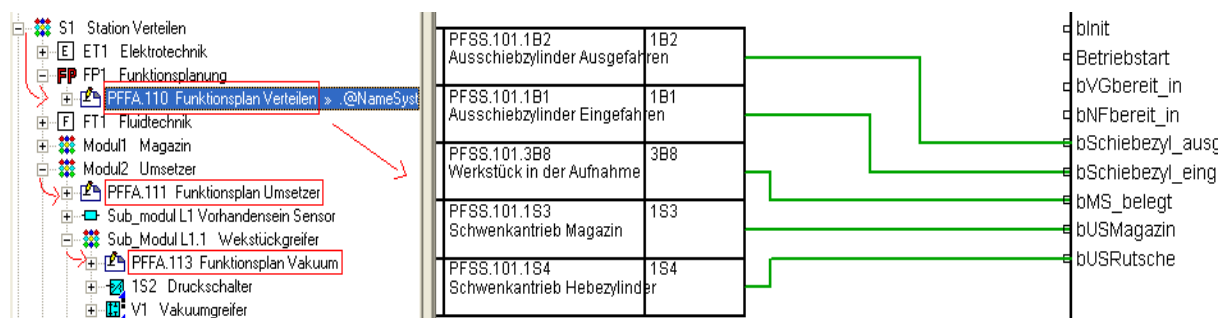 S1 Station Verteilen
E ET1 Elektrotechnik
FP FP1 Funktionsplanung
PFFA.110 Funktionsplan Verteilen » .@NameSyst
F FT1 Fluidtechnik
Modul1 Magazin
Modul2 Umsetzer
PFFA.111 Funktionsplan Umsetzer
Sub_modul L1 Vorhandensein Sensor
Sub_Modul L1.1 Wekstückgreifer
PFFA.113 Funktionsplan Vakuum
1S2 Druckschalter
V1 Vakuumgreifer
PFSS.101.1B2 1B2
Ausschiebzylinder Ausgefahren
PFSS.101.1B1 1B1
Ausschiebzylinder Eingefahren
PFSS.101.3B8 3B8
Werkstück in der Aufnahme
PFSS.101.1S3 1S3
Schwenkantrieb Magazin
PFSS.101.1S4 1S4
Schwenkantrieb Hebezylinder
bInit
Betriebstart
bVGbereit_in
bNFbereit_in
bSchiebezyl_ausg
bSchiebezyl_eing
bMS_belegt
bUSMagazin
bUSRutsche